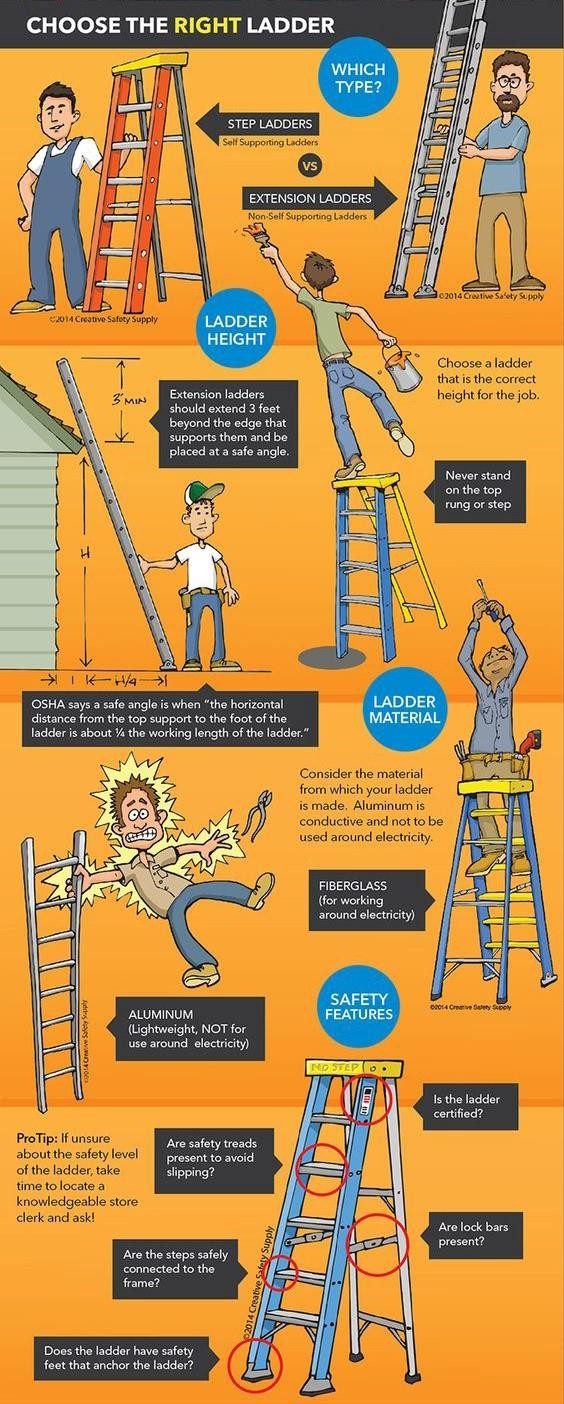 CHOOSE THE RIGHT LADDER
WHICH
TYPE?
STEP LADDERS
Self Supporting Ladders
VS
EXTENSION LADDERS
Non-Self Supporting Ladders
©2014 Creative Safety Supply
©2014 Creative Safety Supply
LADDER
HEIGHT
3' MIN
Extension ladders
should extend 3 feet
beyond the edge that
supports them and be
placed at a safe angle.
Choose a ladder
that is the correct
height for the job.
Never stand
on the top
rung or step
H
H/4
OSHA says a safe angle is when "the horizontal
distance from the top support to the foot of the
ladder is about ¼ the working length of the ladder."
LADDER
MATERIAL
Consider the material
from which your ladder
is made. Aluminum is
conductive and not to be
used around electricity.
FIBERGLASS
(for working
around electricity)
©2014 Creative Safety Supply
ALUMINUM
(Lightweight, NOT for
use around electricity)
©2014 Creative Safety Supply
SAFETY
FEATURES
NO STEP
Is the ladder
certified?
ProTip: If unsure
about the safety level
of the ladder, take
time to locate a
knowledgeable store
clerk and ask!
Are safety treads
present to avoid
slipping?
Are lock bars
present?
Are the steps safely
connected to the
frame?
©2014 Creative Safety Supply
Does the ladder have safety
feet that anchor the ladder?